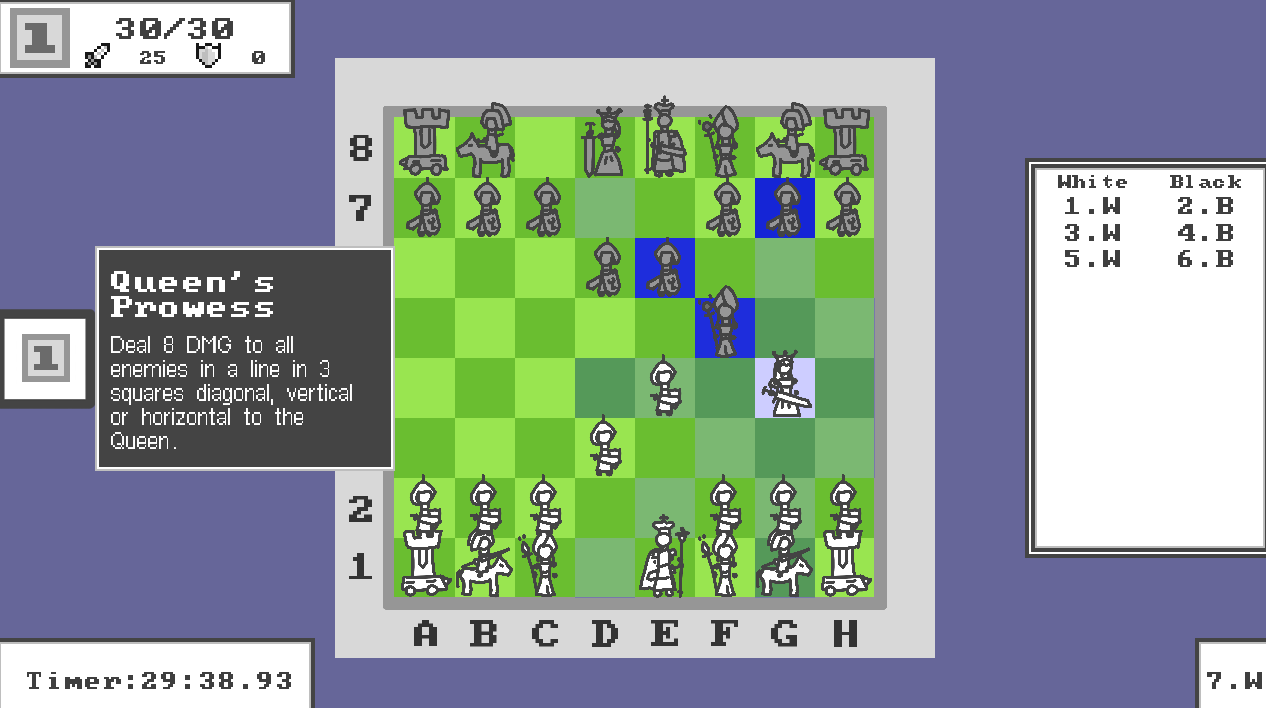 1
30/30
25 0
8
7
Queen's
Prowess
Deal 8 DMG to all
enemies in a line in 3
squares diagonal, vertical
or horizontal to the
Queen.
1
2
1
A B C D E F G H
White Black
1.W 2.B
3.W 4.B
5.W 6.B
Timer:29:38.93
7.W